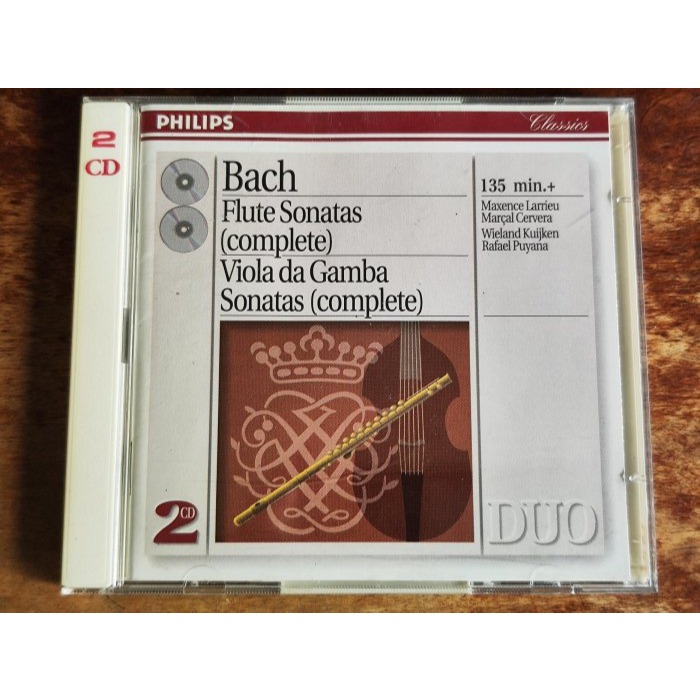 2
CD
PHILIPS
Classics
Bach
Flute Sonatas
(complete)
Viola da Gamba
Sonatas (complete)
135 min.+
Maxence Larrieu
Marçal Cervera
Wieland Kuijken
Rafael Puyana
2CD
DUO